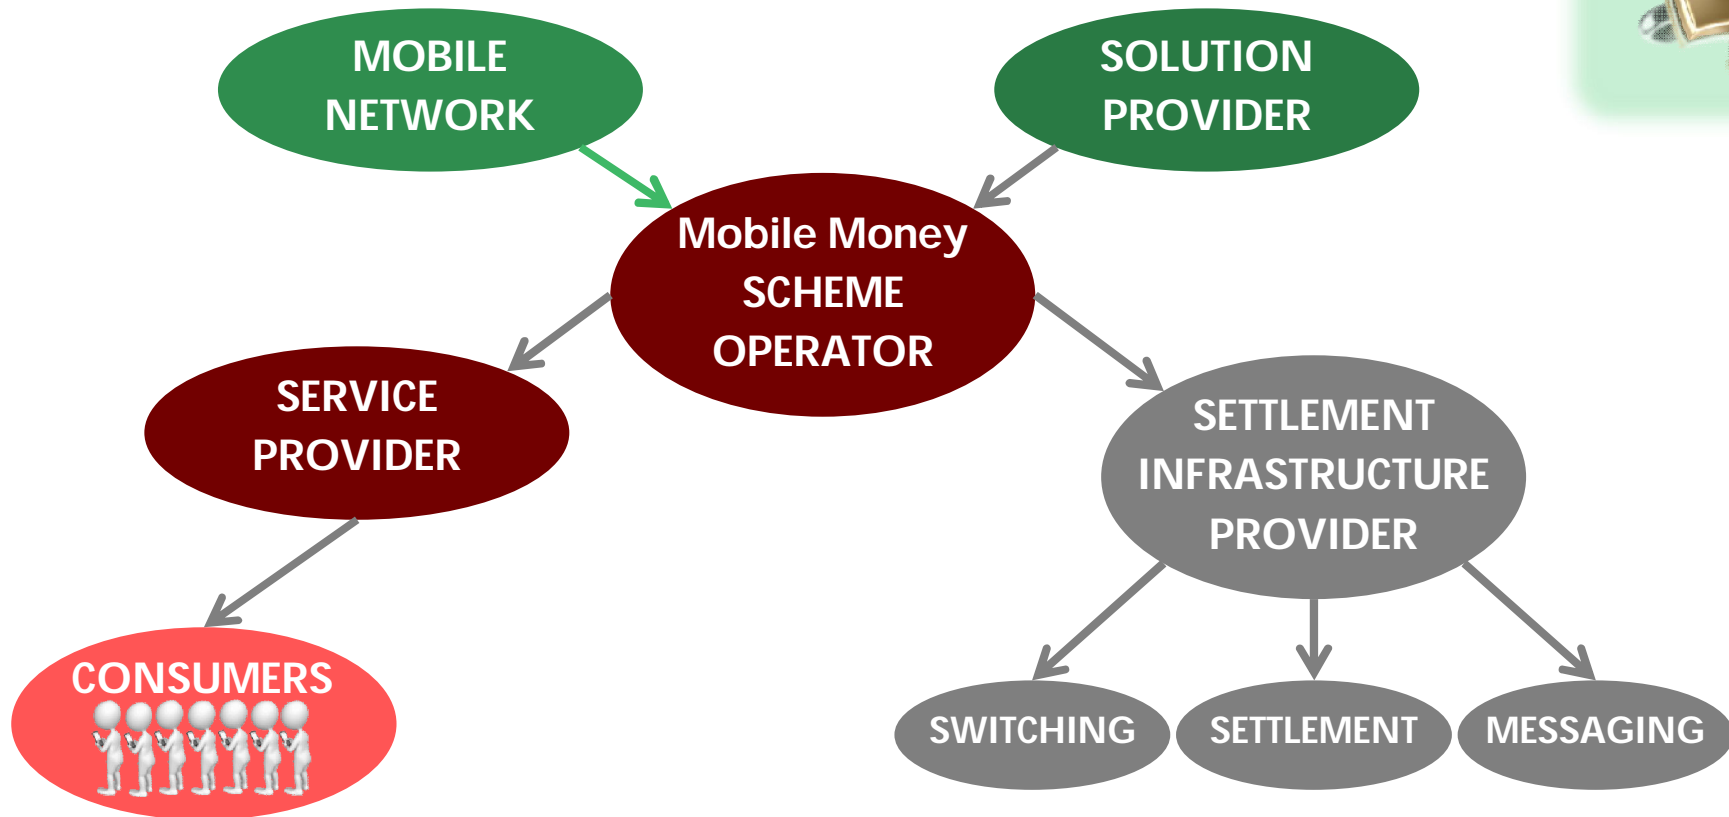 MOBILE
NETWORK
SOLUTION
PROVIDER
Mobile Money
SCHEME
OPERATOR
SERVICE
PROVIDER
SETTLEMENT
INFRASTRUCTURE
PROVIDER
CONSUMERS
SWITCHING
SETTLEMENT
MESSAGING